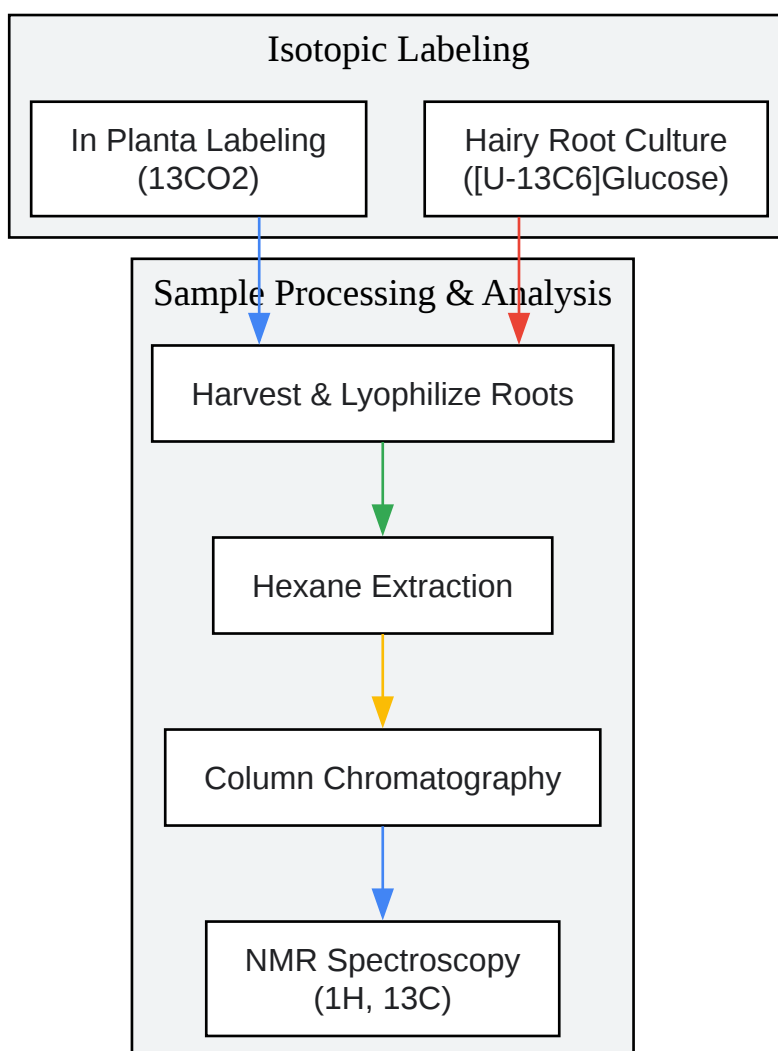 Isotopic Labeling
In Planta Labeling
(13CO2)
Hairy Root Culture
([U-13C6]Glucose)
Sample Processing & Analysis
Harvest & Lyophilize Roots
Hexane Extraction
Column Chromatography
NMR Spectroscopy
(1H, 13C)